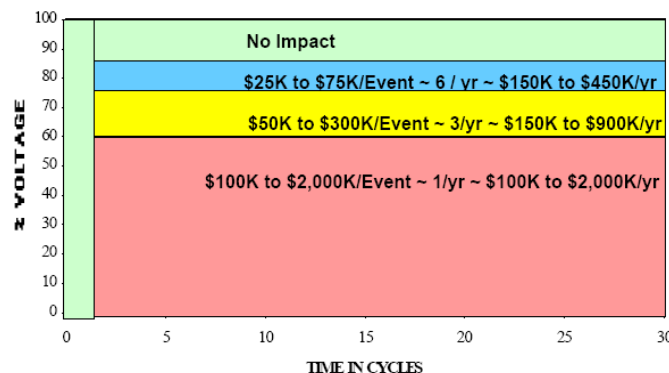 100
90
80
70
60
50
40
30
20
10
0
% VOLTAGE
No Impact
$25K to $75K/Event ~ 6 / yr ~ $150K to $450K/yr
$50K to $300K/Event ~ 3/yr ~ $150K to $900K/yr
$100K to $2,000K/Event ~ 1/yr ~ $100K to $2,000K/yr
0 5 10 15 20 25 30
TIME IN CYCLES